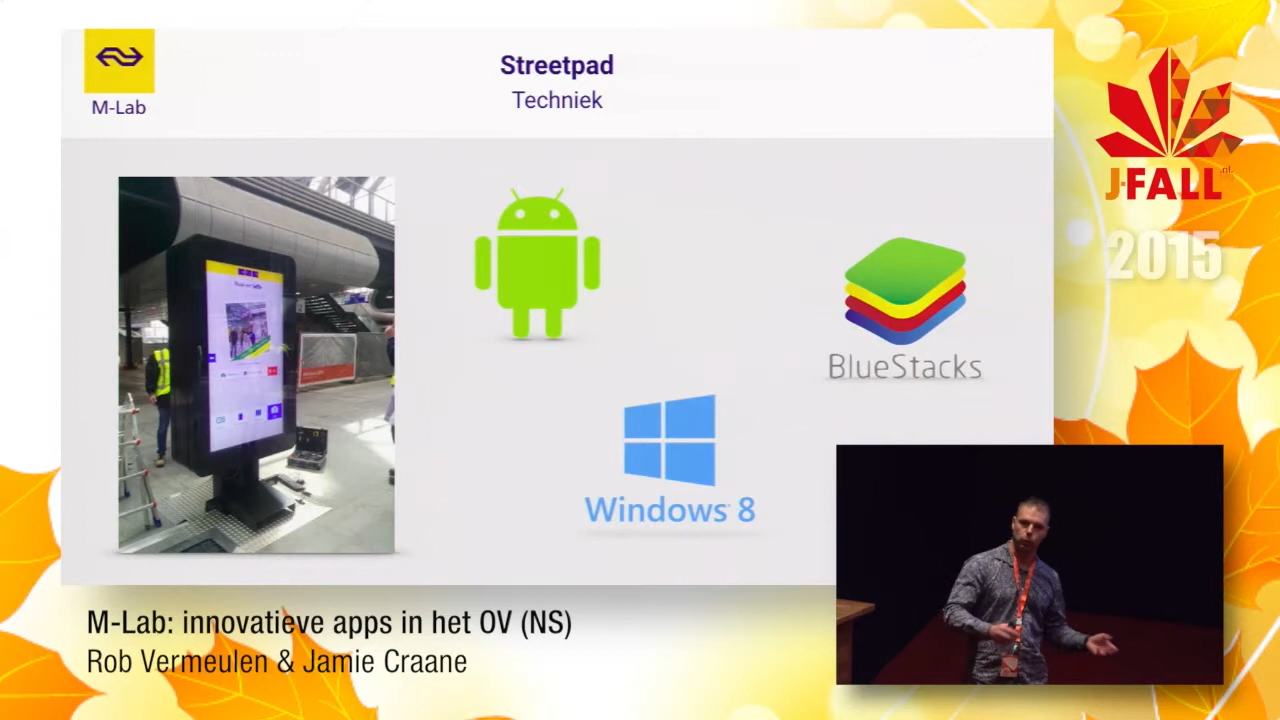 M-Lab
Streetpad
Techniek
BlueStacks
Windows 8
J-FALL
.nl
2015
M-Lab: innovatieve apps in het OV (NS)
Rob Vermeulen & Jamie Craane